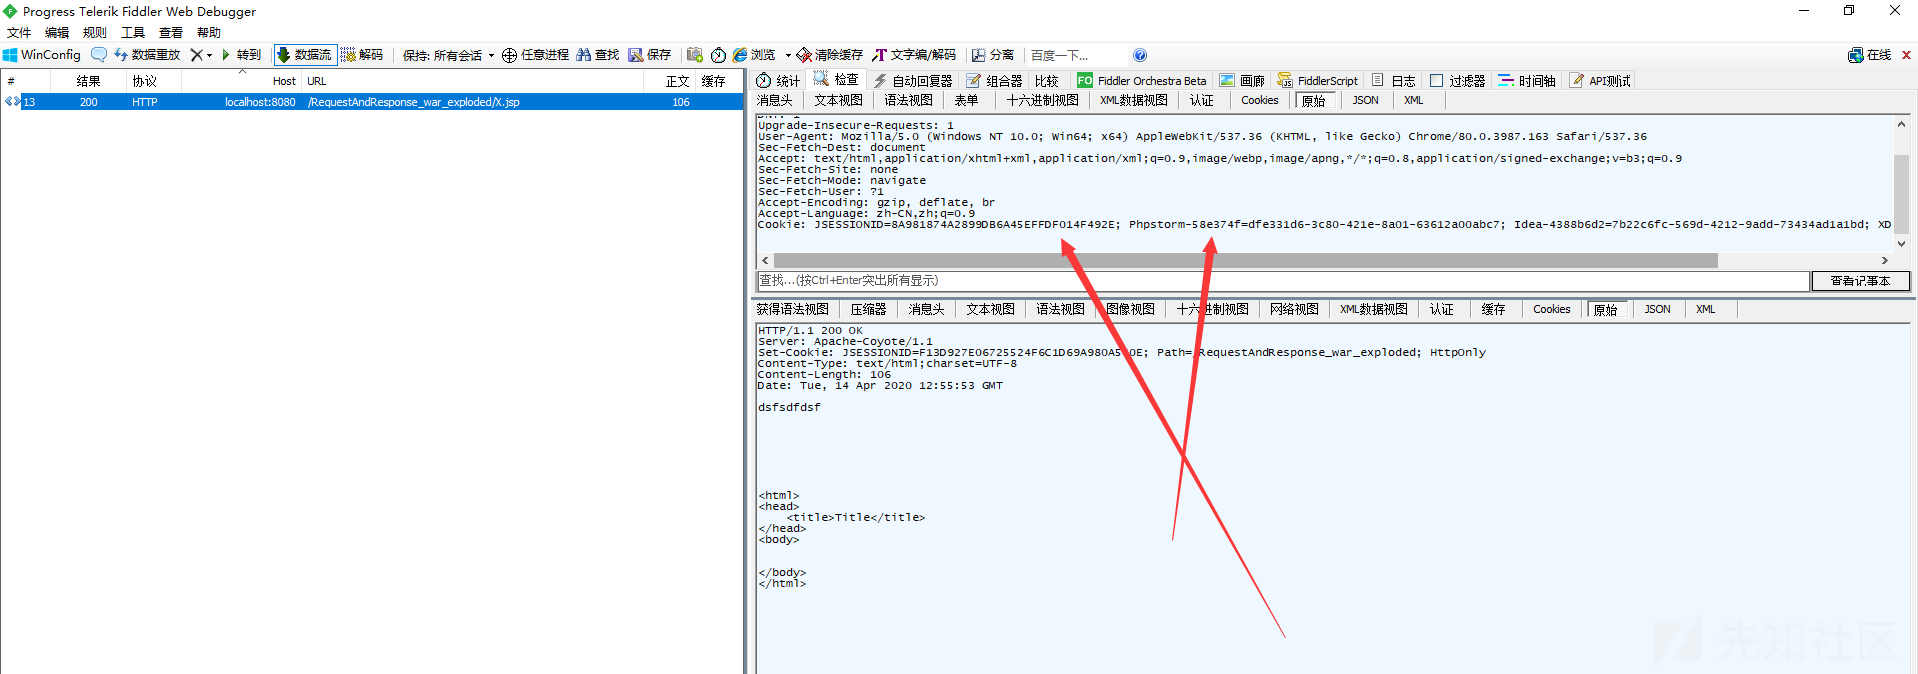 Progress Telerik Fiddler Web Debugger
文件 编辑 规则 工具 查看 帮助
WinConfig 数据重放 转到 数据流 解码 保持: 所有会话 任意进程 查找 保存 浏览 清除缓存 文字编/解码 分离 百度一下... 在线
# 结果 协议 Host URL 正文 缓存
13 200 HTTP localhost:8080 /RequestAndResponse_war_exploded/X.jsp 106
统计 检查 自动回复器 组合器 比较 FO Fiddler Orchestra Beta 画廊 FiddlerScript 日志 过滤器 时间轴 API测试
消息头 文本视图 语法视图 表单 十六进制视图 XML数据视图 认证 Cookies 原始 JSON XML
DNT: 1
Upgrade-Insecure-Requests: 1
User-Agent: Mozilla/5.0 (Windows NT 10.0; Win64; x64) AppleWebKit/537.36 (KHTML, like Gecko) Chrome/80.0.3987.163 Safari/537.36
Sec-Fetch-Dest: document
Accept: text/html,application/xhtml+xml,application/xml;q=0.9,image/webp,image/apng,*/*;q=0.8,application/signed-exchange;v=b3;q=0.9
Sec-Fetch-Site: none
Sec-Fetch-Mode: navigate
Sec-Fetch-User: ?1
Accept-Encoding: gzip, deflate, br
Accept-Language: zh-CN,zh;q=0.9
Cookie: JSESSIONID=8A981874A2899DB6A45EFFDF014F492E; Phpstorm-58e374f=dfe331d6-3c80-421e-8a01-63612a00abc7; Idea-4388b6d2=7b22c6fc-569d-4212-9add-73434ad1a1bd; XD
查找...(按Ctrl+Enter突出所有显示) 查看记事本
获得语法视图 压缩器 消息头 文本视图 语法视图 图像视图 十六进制视图 网络视图 XML数据视图 认证 缓存 Cookies 原始 JSON XML
HTTP/1.1 200 OK
Server: Apache-Coyote/1.1
Set-Cookie: Path= RequestAndResponse_war_exploded; HttpOnly
Content-Type: text/html;charset=UTF-8
Content-Length: 106
Date: Tue, 14 Apr 2020 12:55:53 GMT
dsfsdfdsf
<html>
<head>
<title>Title</title>
</head>
<body>
</body>
</html>
先知社区